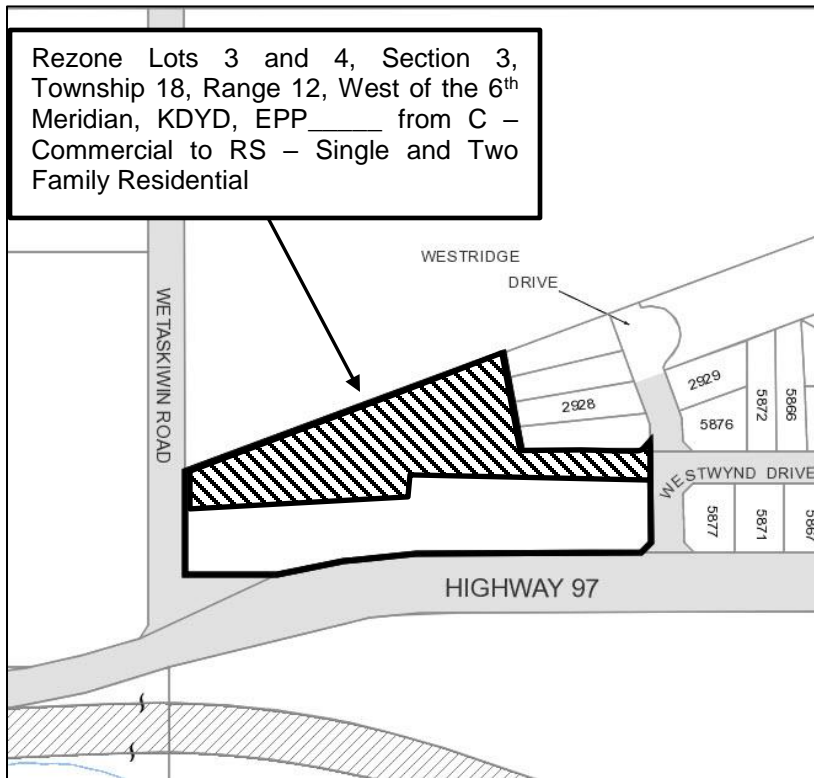 Rezone Lots 3 and 4, Section 3,
Township 18, Range 12, West of the 6th
Meridian, KDYD, EPP_____ from C –
Commercial to RS – Single and Two
Family Residential
WESTRIDGE
DRIVE
WETASKIWIN ROAD
2929
2928
5872
5866
5876
WESTWYND DRIVE
5877
5871
5867
HIGHWAY 97